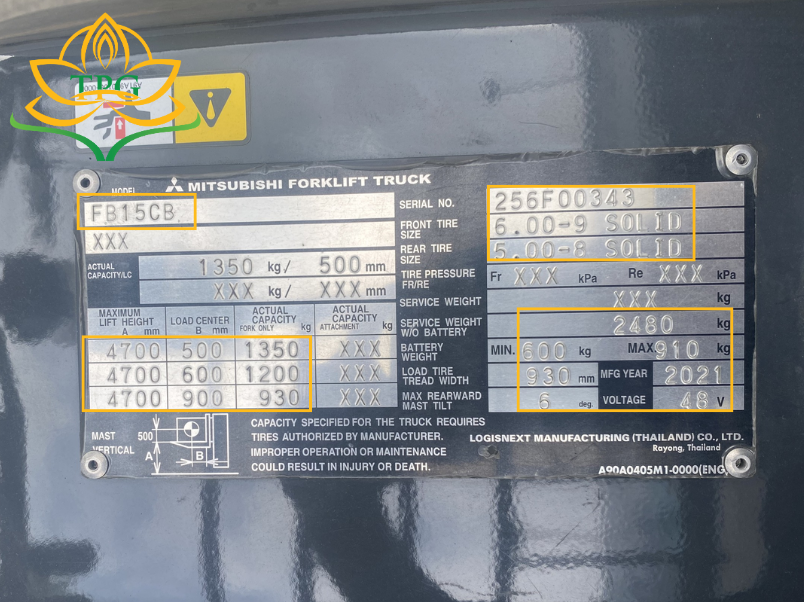 TPG
MITSUBISHI FORKLIFT TRUCK
MODEL
FB15CB
XXX
ACTUAL CAPACITY/LC 1350 kg/ 500 mm
XXX kg/ XXX mm
MAXIMUM LIFT HEIGHT A mm LOAD CENTER B mm ACTUAL CAPACITY FORK ONLY kg ACTUAL CAPACITY ATTACHMENT kg
4700 500 1350 XXX
4700 600 1200 XXX
4700 900 930 XXX
SERIAL NO. 256F00343
FRONT TIRE SIZE 6.00-9 SOLID
REAR TIRE SIZE 5.00-8 SOLID
TIRE PRESSURE FR/RE Fr XXX kPa Re XXX kPa
SERVICE WEIGHT XXX kg
SERVICE WEIGHT W/O BATTERY 2480 kg
BATTERY WEIGHT MIN. 600 kg MAX. 910 kg
LOAD TIRE TREAD WIDTH 930 mm MFG YEAR 2021
MAX REARWARD MAST TILT 6 deg. VOLTAGE 48 V
MAST VERTICAL 500 A B
CAPACITY SPECIFIED FOR THE TRUCK REQUIRES
TIRES AUTHORIZED BY MANUFACTURER.
IMPROPER OPERATION OR MAINTENANCE
COULD RESULT IN INJURY OR DEATH.
LOGISNEXT MANUFACTURING (THAILAND) CO., LTD.
Rayong, Thailand
A90A0405M1-0000(ENG)